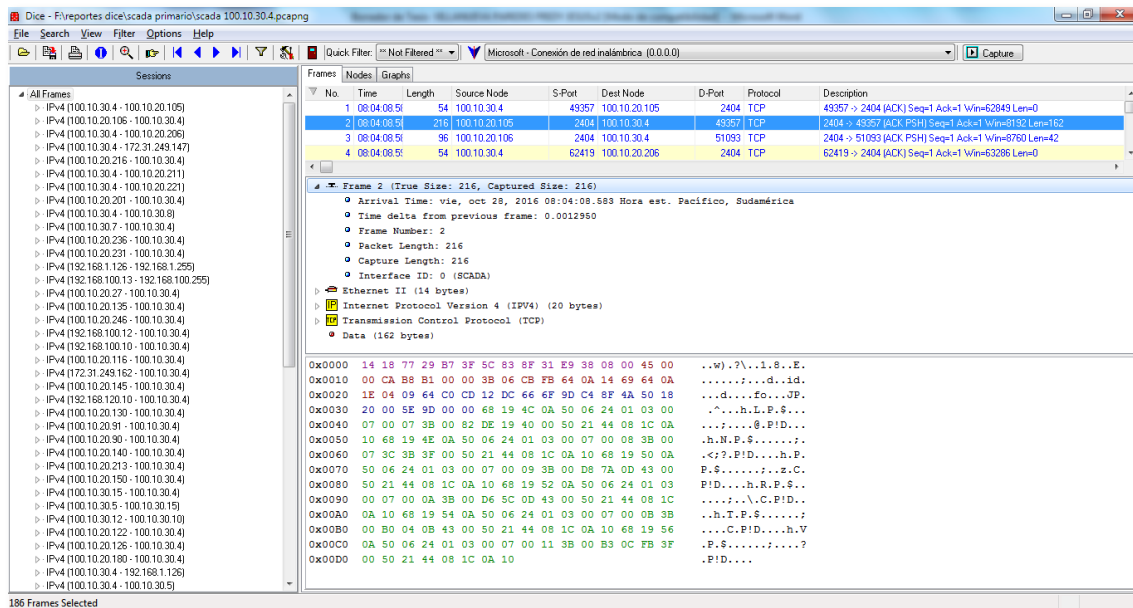 Dice - F:\reportes dice\scada primario\scada 100.10.30.4.pcapng
File Search View Filter Options Help
Quick Filter: ** Not Filtered ** Microsoft - Conexión de red inalámbrica (0.0.0.0) Capture
Sessions
All Frames
IPv4 (100.10.30.4 - 100.10.20.105)
IPv4 (100.10.20.106 - 100.10.30.4)
IPv4 (100.10.30.4 - 100.10.20.206)
IPv4 (100.10.30.4 - 172.31.249.147)
IPv4 (100.10.20.216 - 100.10.30.4)
IPv4 (100.10.30.4 - 100.10.20.211)
IPv4 (100.10.30.4 - 100.10.20.221)
IPv4 (100.10.20.201 - 100.10.30.4)
IPv4 (100.10.30.4 - 100.10.30.8)
IPv4 (100.10.30.7 - 100.10.30.4)
IPv4 (100.10.20.236 - 100.10.30.4)
IPv4 (100.10.20.231 - 100.10.30.4)
IPv4 (192.168.1.126 - 192.168.1.255)
IPv4 (192.168.100.13 - 192.168.100.255)
IPv4 (100.10.20.27 - 100.10.30.4)
IPv4 (100.10.20.135 - 100.10.30.4)
IPv4 (100.10.20.246 - 100.10.30.4)
IPv4 (192.168.100.12 - 100.10.30.4)
IPv4 (192.168.100.10 - 100.10.30.4)
IPv4 (100.10.20.116 - 100.10.30.4)
IPv4 (172.31.249.162 - 100.10.30.4)
IPv4 (100.10.20.145 - 100.10.30.4)
IPv4 (192.168.120.10 - 100.10.30.4)
IPv4 (100.10.20.130 - 100.10.30.4)
IPv4 (100.10.20.91 - 100.10.30.4)
IPv4 (100.10.20.90 - 100.10.30.4)
IPv4 (100.10.20.140 - 100.10.30.4)
IPv4 (100.10.20.213 - 100.10.30.4)
IPv4 (100.10.20.150 - 100.10.30.4)
IPv4 (100.10.30.15 - 100.10.30.4)
IPv4 (100.10.30.5 - 100.10.30.15)
IPv4 (100.10.30.12 - 100.10.30.10)
IPv4 (100.10.20.122 - 100.10.30.4)
IPv4 (100.10.20.126 - 100.10.30.4)
IPv4 (100.10.20.180 - 100.10.30.4)
IPv4 (100.10.30.4 - 192.168.1.126)
IPv4 (100.10.30.4 - 100.10.30.5)
Frames Nodes Graphs
No. Time Length Source Node S-Port Dest Node D-Port Protocol Description
1 08:04:08.5 54 100.10.30.4 49357 100.10.20.105 2404 TCP 49357 -> 2404 (ACK) Seq=1 Ack=1 Win=62849 Len=0
2 08:04:08.5 216 100.10.20.105 2404 100.10.30.4 49357 TCP 2404 -> 49357 (ACK PSH) Seq=1 Ack=1 Win=8192 Len=162
3 08:04:08.5 96 100.10.20.106 2404 100.10.30.4 51093 TCP 2404 -> 51093 (ACK PSH) Seq=1 Ack=1 Win=8760 Len=42
4 08:04:08.5 54 100.10.30.4 62419 100.10.20.206 2404 TCP 62419 -> 2404 (ACK) Seq=1 Ack=1 Win=63286 Len=0
Frame 2 (True Size: 216, Captured Size: 216)
Arrival Time: vie, oct 28, 2016 08:04:08.583 Hora est. Pacífico, Sudamérica
Time delta from previous frame: 0.0012950
Frame Number: 2
Packet Length: 216
Capture Length: 216
Interface ID: 0 (SCADA)
Ethernet II (14 bytes)
IP Internet Protocol Version 4 (IPV4) (20 bytes)
TCP Transmission Control Protocol (TCP)
Data (162 bytes)
0x0000 14 18 77 29 B7 3F 5C 83 8F 31 E9 38 08 00 45 00 ..w).?\..1.8..E.
0x0010 00 CA B8 B1 00 00 3B 06 CB FB 64 0A 14 69 64 0A ......;...d..id.
0x0020 1E 04 09 64 C0 CD 12 DC 66 6F 9D C4 8F 4A 50 18 ...d....fo...JP.
0x0030 20 00 5E 9D 00 00 68 19 4C 0A 50 06 24 01 03 00 .^...h.L.P.$...
0x0040 07 00 07 3B 00 82 DE 19 40 00 50 21 44 08 1C 0A ...;....@.P!D...
0x0050 10 68 19 4E 0A 50 06 24 01 03 00 07 00 08 3B 00 .h.N.P.$......;.
0x0060 07 3C 3B 3F 00 50 21 44 08 1C 0A 10 68 19 50 0A .<;?.P!D....h.P.
0x0070 50 06 24 01 03 00 07 00 09 3B 00 D8 7A 0D 43 00 P.$......;..z.C.
0x0080 50 21 44 08 1C 0A 10 68 19 52 0A 50 06 24 01 03 P!D....h.R.P.$..
0x0090 00 07 00 0A 3B 00 D6 5C 0D 43 00 50 21 44 08 1C ....;..\.C.P!D..
0x00A0 0A 10 68 19 54 0A 50 06 24 01 03 00 07 00 0B 3B ..h.T.P.$......;
0x00B0 00 B0 04 0B 43 00 50 21 44 08 1C 0A 10 68 19 56 ....C.P!D....h.V
0x00C0 0A 50 06 24 01 03 00 07 00 11 3B 00 B3 0C FB 3F .P.$......;....?
0x00D0 00 50 21 44 08 1C 0A 10 .P!D....
186 Frames Selected